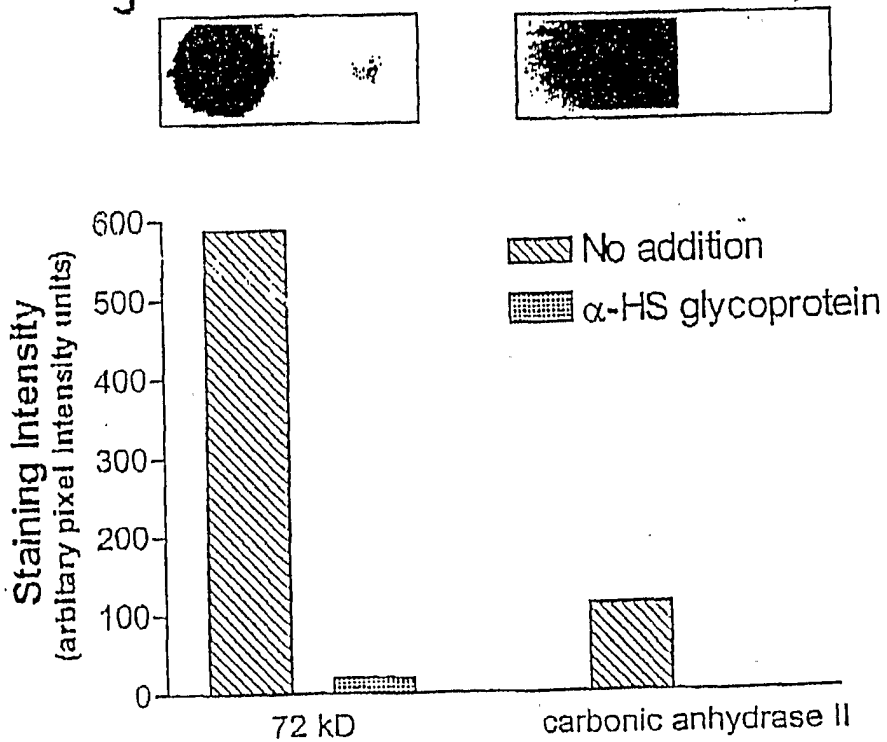 600
500
400
300
200
100
0
Staining Intensity
(arbitary pixel intensity units)
No addition
α-HS glycoprotein
72 kD
carbonic anhydrase II